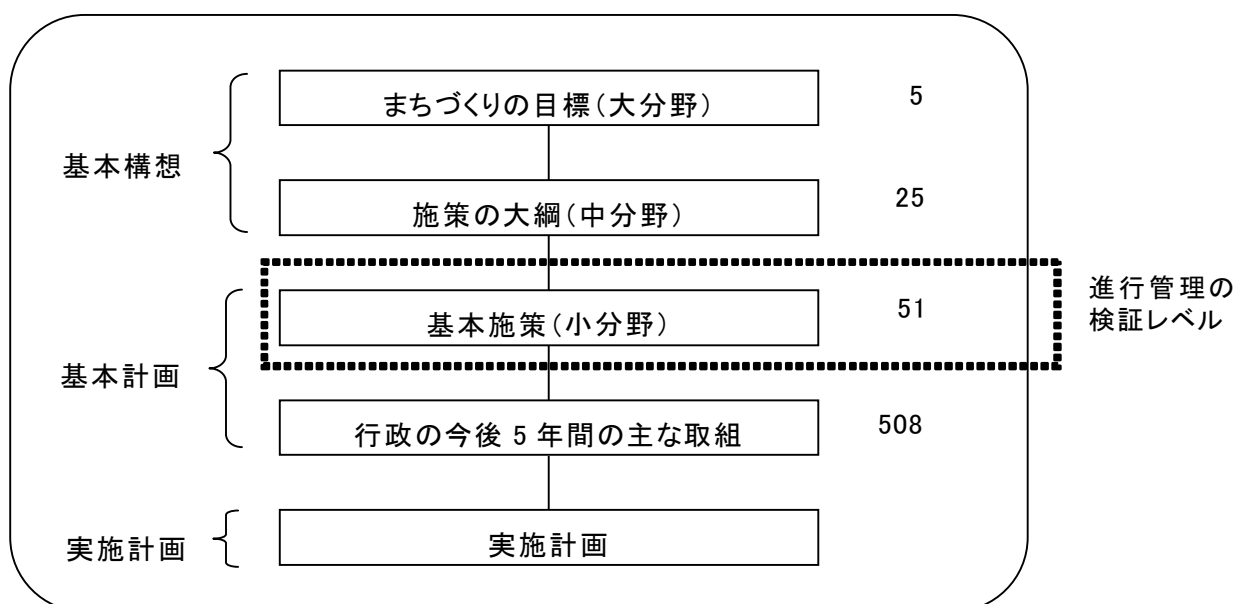 まちづくりの目標(大分野)
5
基本構想
施策の大綱(中分野)
25
基本施策(小分野)
51
進行管理の
検証レベル
基本計画
行政の今後 5 年間の主な取組
508
実施計画
実施計画